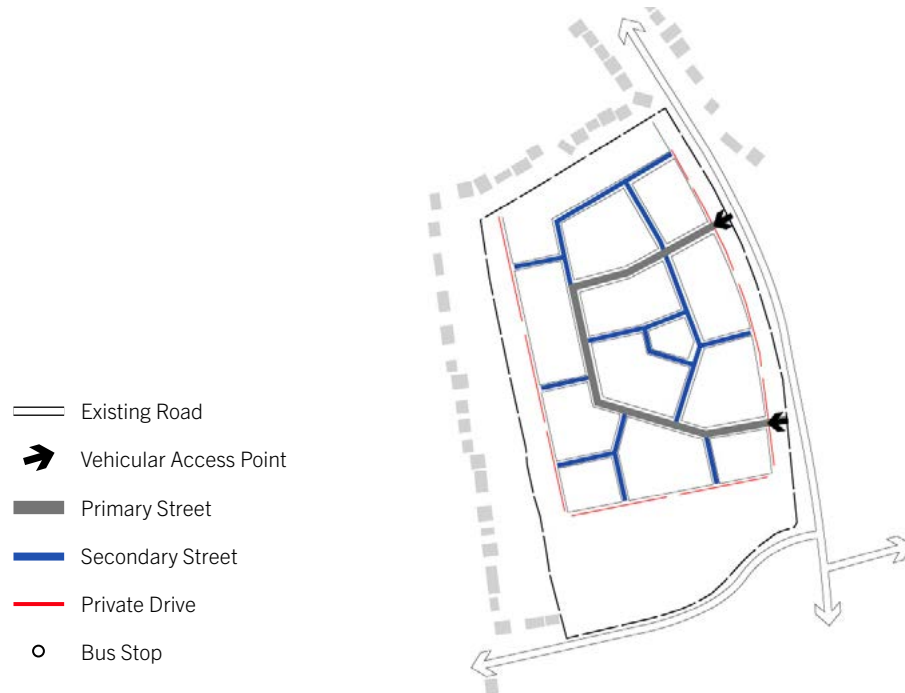 Existing Road
Vehicular Access Point
Primary Street
Secondary Street
Private Drive
Bus Stop